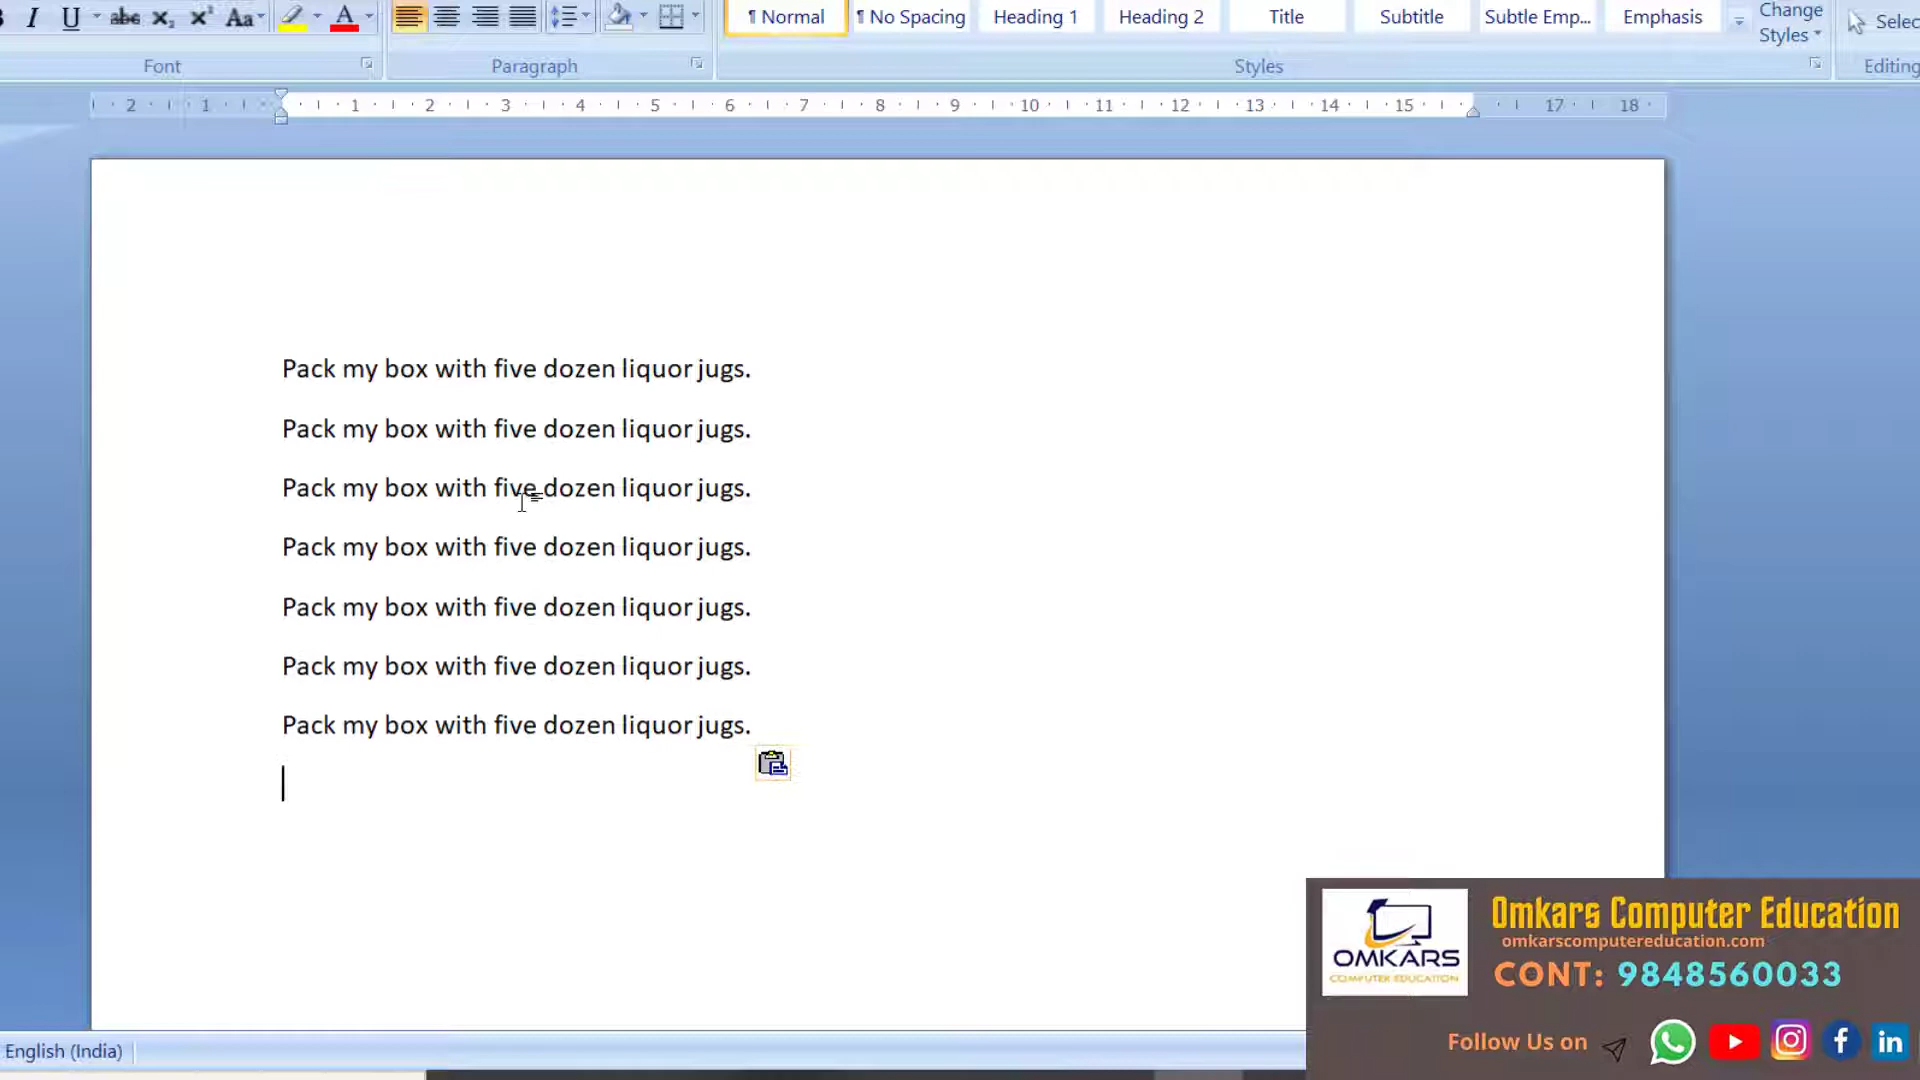 I U abc x₂ x² Aa A
¶ Normal ¶ No Spacing Heading 1 Heading 2 Title Subtitle Subtle Emp... Emphasis Change Styles Selec
Font Paragraph Styles Editing
2 1 1 2 3 4 5 6 7 8 9 10 11 12 13 14 15 17 18
Pack my box with five dozen liquor jugs.
Pack my box with five dozen liquor jugs.
Pack my box with five dozen liquor jugs.
Pack my box with five dozen liquor jugs.
Pack my box with five dozen liquor jugs.
Pack my box with five dozen liquor jugs.
Pack my box with five dozen liquor jugs.
OMKARS
COMPUTER EDUCATION
Omkars Computer Education
omkarscomputereducation.com
CONT: 9848560033
Follow Us on
English (India)